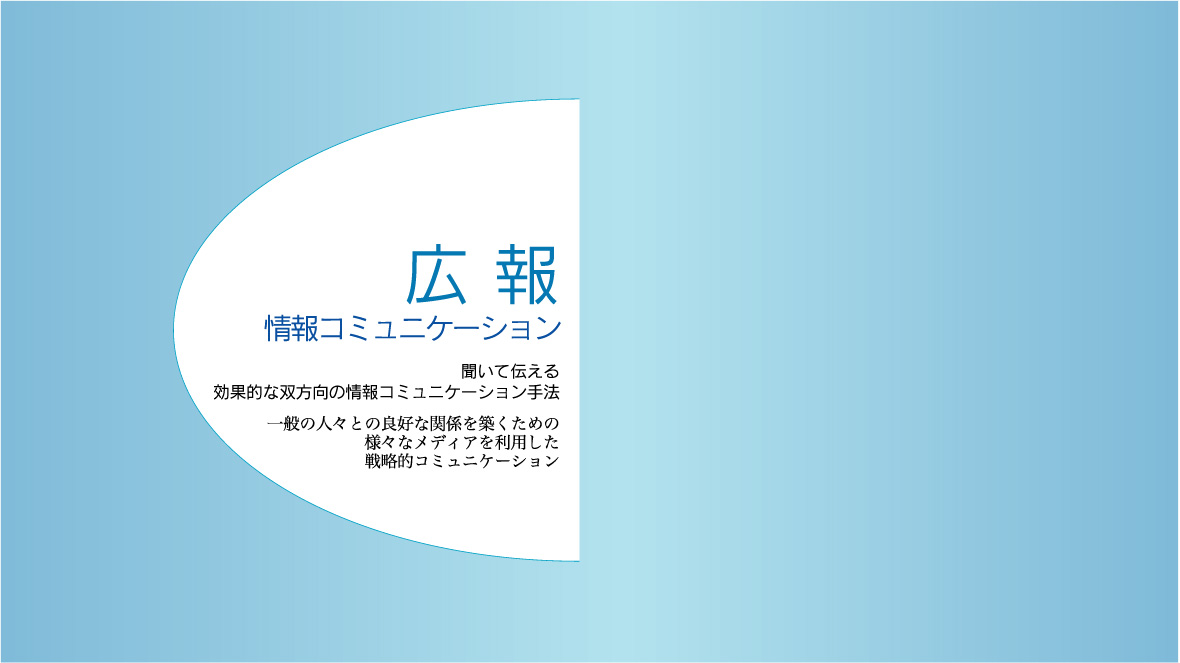 広 報
情報コミュニケーション
聞いて伝える
効果的な双方向の情報コミュニケーション手法
一般の人々との良好な関係を築くための
様々なメディアを利用した
戦略的コミュニケーション